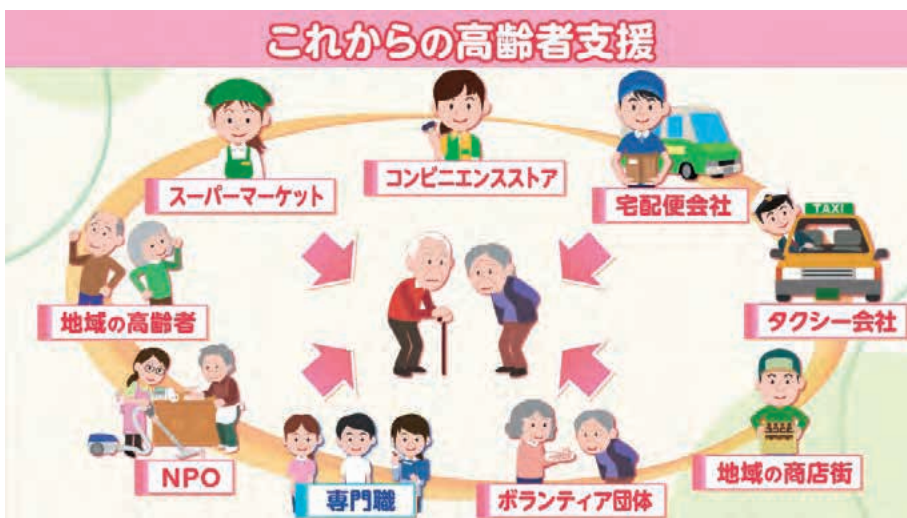 これからの高齢者支援
スーパーマーケット
コンビニエンスストア
宅配便会社
TAXI
タクシー会社
地域の高齢者
NPO
専門職
ボランティア団体
地域の商店街